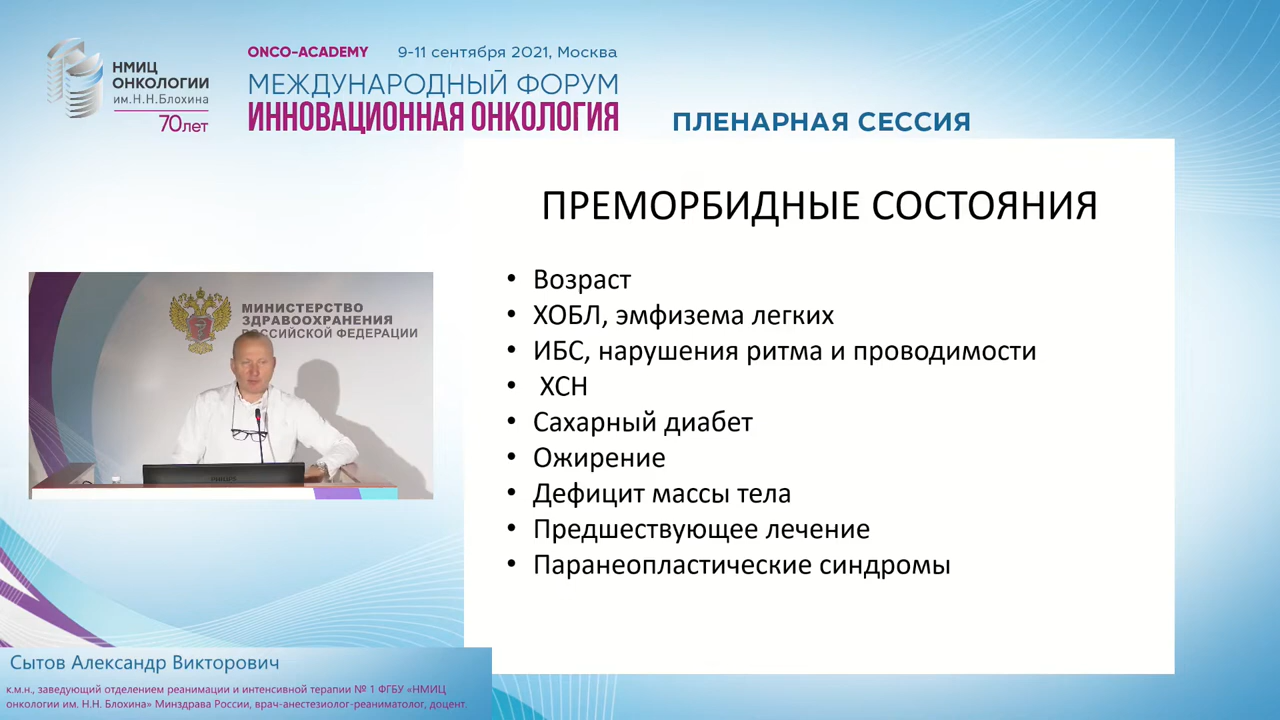 НМИЦ
ОНКОЛОГИИ
им.Н.Н.Блохина
70лет
ONCO-ACADEMY 9-11 сентября 2021, Москва
МЕЖДУНАРОДНЫЙ ФОРУМ
ИННОВАЦИОННАЯ ОНКОЛОГИЯ
ПЛЕНАРНАЯ СЕССИЯ
ПРЕМОРБИДНЫЕ СОСТОЯНИЯ
• Возраст
• ХОБЛ, эмфизема легких
• ИБС, нарушения ритма и проводимости
• ХСН
• Сахарный диабет
• Ожирение
• Дефицит массы тела
• Предшествующее лечение
• Паранеопластические синдромы
МИНИСТЕРСТВО
ЗДРАВООХРАНЕНИЯ
РОССИЙСКОЙ ФЕДЕРАЦИИ
PHILIPS
Сытов Александр Викторович
к.м.н., заведующий отделением реанимации и интенсивной терапии № 1 ФГБУ «НМИЦ
онкологии им. Н.Н. Блохина» Минздрава России, врач-анестезиолог-реаниматолог, доцент.